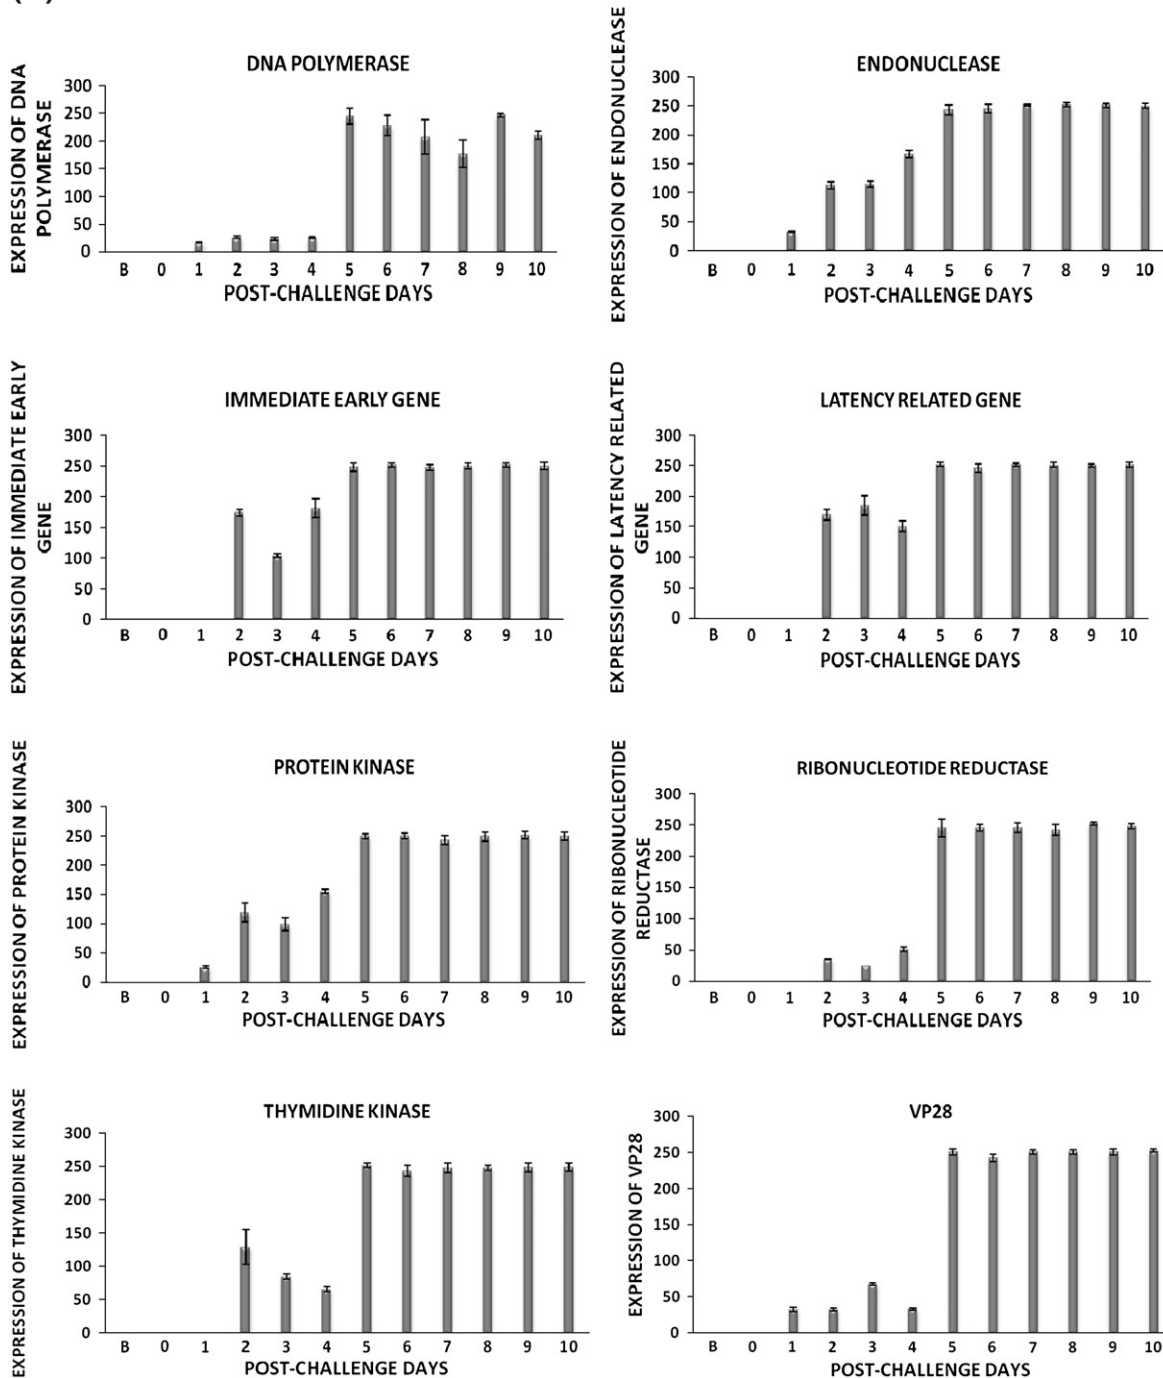 DNA POLYMERASE
EXPRESSION OF DNA
POLYMERASE
300
250
200
150
100
50
0
B 0 1 2 3 4 5 6 7 8 9 10
POST-CHALLENGE DAYS
ENDONUCLEASE
EXPRESSION OF ENDONUCLEASE
300
250
200
150
100
50
0
B 0 1 2 3 4 5 6 7 8 9 10
POST-CHALLENGE DAYS
IMMEDIATE EARLY GENE
EXPRESSION OF IMMEDIATE EARLY
GENE
300
250
200
150
100
50
0
B 0 1 2 3 4 5 6 7 8 9 10
POST-CHALLENGE DAYS
LATENCY RELATED GENE
EXPRESSION OF LATENCY RELATED
GENE
300
250
200
150
100
50
0
B 0 1 2 3 4 5 6 7 8 9 10
POST-CHALLENGE DAYS
PROTEIN KINASE
EXPRESSION OF PROTEIN KINASE
300
250
200
150
100
50
0
B 0 1 2 3 4 5 6 7 8 9 10
POST-CHALLENGE DAYS
RIBONUCLEOTIDE REDUCTASE
EXPRESSION OF RIBONUCLEOTIDE
REDUCTASE
300
250
200
150
100
50
0
B 0 1 2 3 4 5 6 7 8 9 10
POST-CHALLENGE DAYS
THYMIDINE KINASE
EXPRESSION OF THYMIDINE KINASE
300
250
200
150
100
50
0
B 0 1 2 3 4 5 6 7 8 9 10
POST-CHALLENGE DAYS
VP28
EXPRESSION OF VP28
300
250
200
150
100
50
0
B 0 1 2 3 4 5 6 7 8 9 10
POST-CHALLENGE DAYS